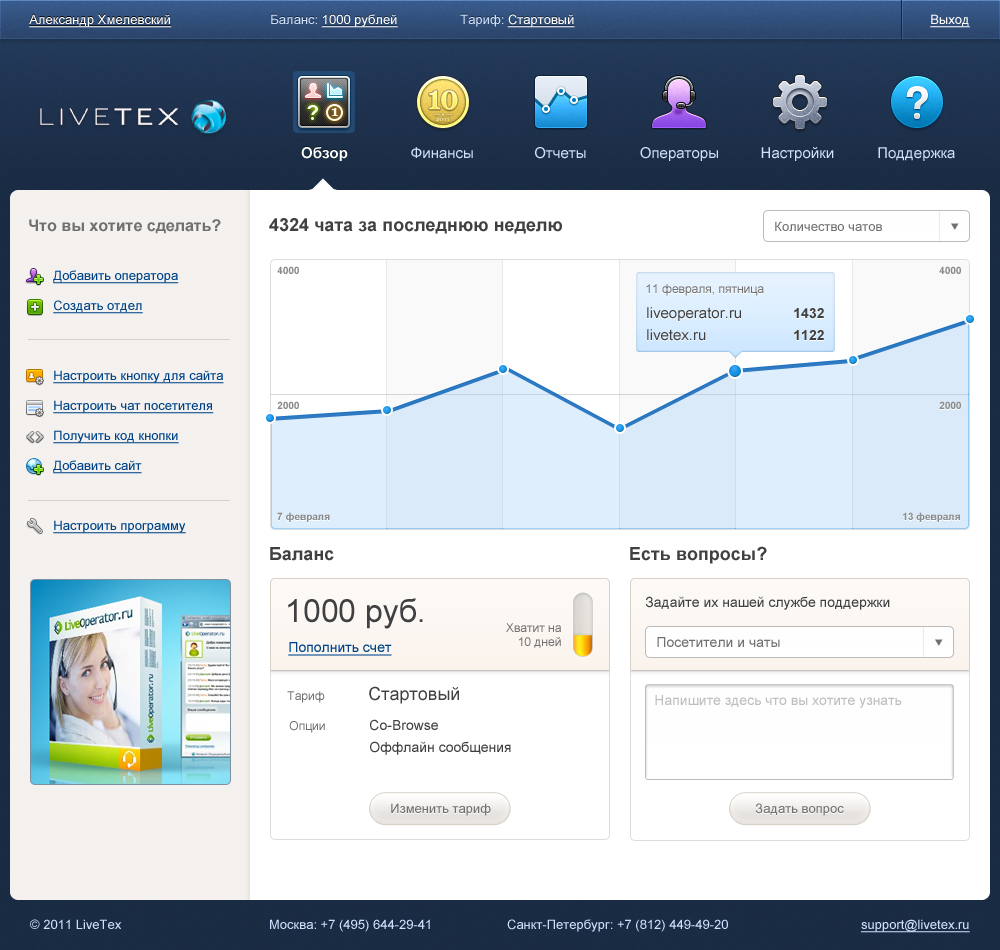 Александр Хмелевский
Баланс: 1000 рублей
Тариф: Стартовый
Выход
LIVETEX
Обзор
Финансы
Отчеты
Операторы
Настройки
Поддержка
Что вы хотите сделать?
Добавить оператора
Создать отдел
Настроить кнопку для сайта
Настроить чат посетителя
Получить код кнопки
Добавить сайт
Настроить программу
LiveOperator.ru
LiveOperator.ru
LiveOperator.ru
4324 чата за последнюю неделю
Количество чатов
4000
4000
11 февраля, пятница
liveoperator.ru 1432
livetex.ru 1122
2000
2000
7 февраля
13 февраля
Баланс
1000 руб.
Пополнить счет
Хватит на
10 дней
Тариф Стартовый
Опции Co-Browse
Оффлайн сообщения
Изменить тариф
Есть вопросы?
Задайте их нашей службе поддержки
Посетители и чаты
Напишите здесь что вы хотите узнать
Задать вопрос
© 2011 LiveTex
Москва: +7 (495) 644-29-41
Санкт-Петербург: +7 (812) 449-49-20
support@livetex.ru